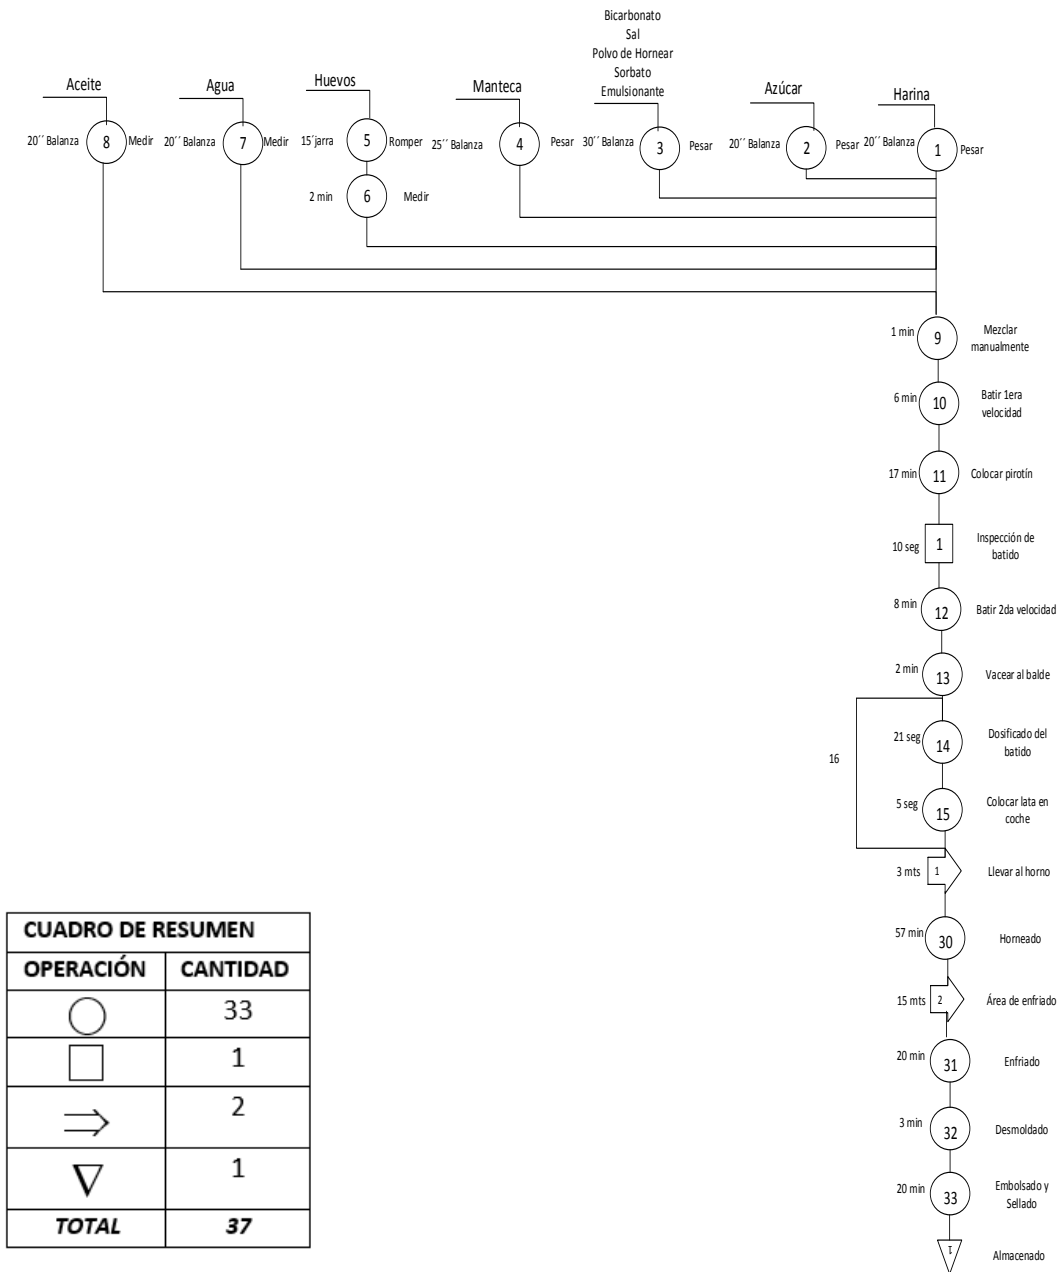 Bicarbonato
Sal
Polvo de Hornear
Sorbato
Emulsionante
Aceite
Agua
Huevos
Manteca
Azúcar
Harina
20´´ Balanza 8 Medir
20´´ Balanza 7 Medir
15´jarra 5 Romper
25´´ Balanza 4 Pesar
30´´ Balanza 3 Pesar
20´´ Balanza 2 Pesar
20´´ Balanza 1 Pesar
2 min 6 Medir
1 min 9 Mezclar
manualmente
6 min 10 Batir 1era
velocidad
17 min 11 Colocar pirotín
10 seg 1 Inspección de
batido
8 min 12 Batir 2da velocidad
2 min 13 Vacear al balde
16
21 seg 14 Dosificado del
batido
5 seg 15 Colocar lata en
coche
3 mts 1 Llevar al horno
57 min 30 Horneado
15 mts 2 Área de enfriado
20 min 31 Enfriado
3 min 32 Desmoldado
20 min 33 Embolsado y
Sellado
1 Almacenado
CUADRO DE RESUMEN
OPERACIÓN CANTIDAD
33
1
2
1
TOTAL 37